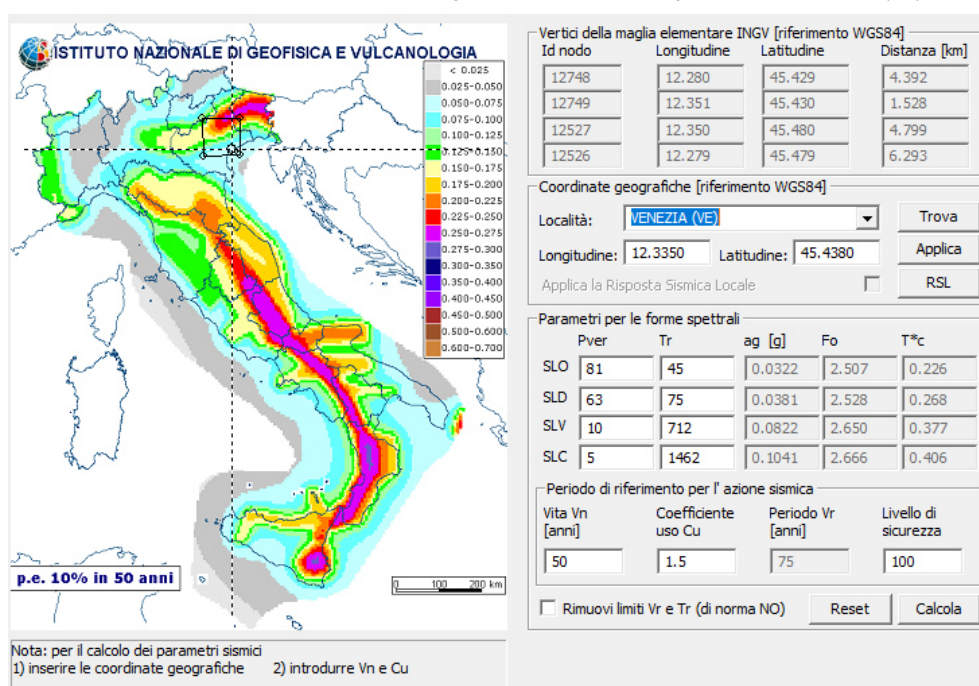 ISTITUTO NAZIONALE DI GEOFISICA E VULCANOLOGIA
< 0.025
0.025-0.050
0.050-0.075
0.075-0.100
0.100-0.125
0.125-0.150
0.150-0.175
0.175-0.200
0.200-0.225
0.225-0.250
0.250-0.275
0.275-0.300
0.300-0.350
0.350-0.400
0.400-0.450
0.450-0.500
0.500-0.600
0.600-0.700
p.e. 10% in 50 anni
0 100 200 km
Nota: per il calcolo dei parametri sismici
1) inserire le coordinate geografiche 2) introdurre Vn e Cu
Vertici della maglia elementare INGV [riferimento WGS84]
Id nodo Longitudine Latitudine Distanza [km]
12748 12.280 45.429 4.392
12749 12.351 45.430 1.528
12527 12.350 45.480 4.799
12526 12.279 45.479 6.293
Coordinate geografiche [riferimento WGS84]
Località: VENEZIA (VE) Trova
Longitudine: 12.3350 Latitudine: 45.4380 Applica
Applica la Risposta Sismica Locale RSL
Parametri per le forme spettrali
Pver Tr ag [g] Fo T*c
SLO 81 45 0.0322 2.507 0.226
SLD 63 75 0.0381 2.528 0.268
SLV 10 712 0.0822 2.650 0.377
SLC 5 1462 0.1041 2.666 0.406
Periodo di riferimento per l' azione sismica
Vita Vn [anni] Coefficiente uso Cu Periodo Vr [anni] Livello di sicurezza
50 1.5 75 100
Rimuovi limiti Vr e Tr (di norma NO) Reset Calcola